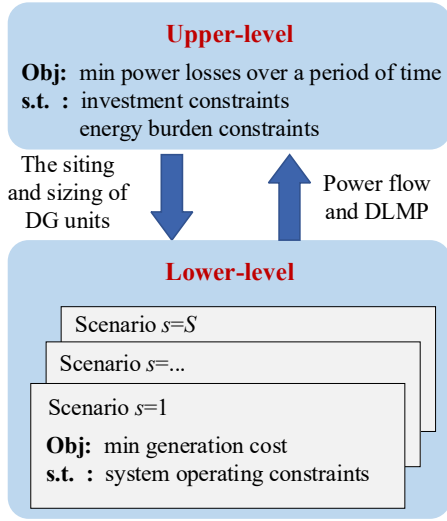 Upper-level
Obj: min power losses over a period of time
s.t. : investment constraints
energy burden constraints
The siting
and sizing of
DG units
Power flow
and DLMP
Lower-level
Scenario s=S
Scenario s=...
Scenario s=1
Obj: min generation cost
s.t. : system operating constraints